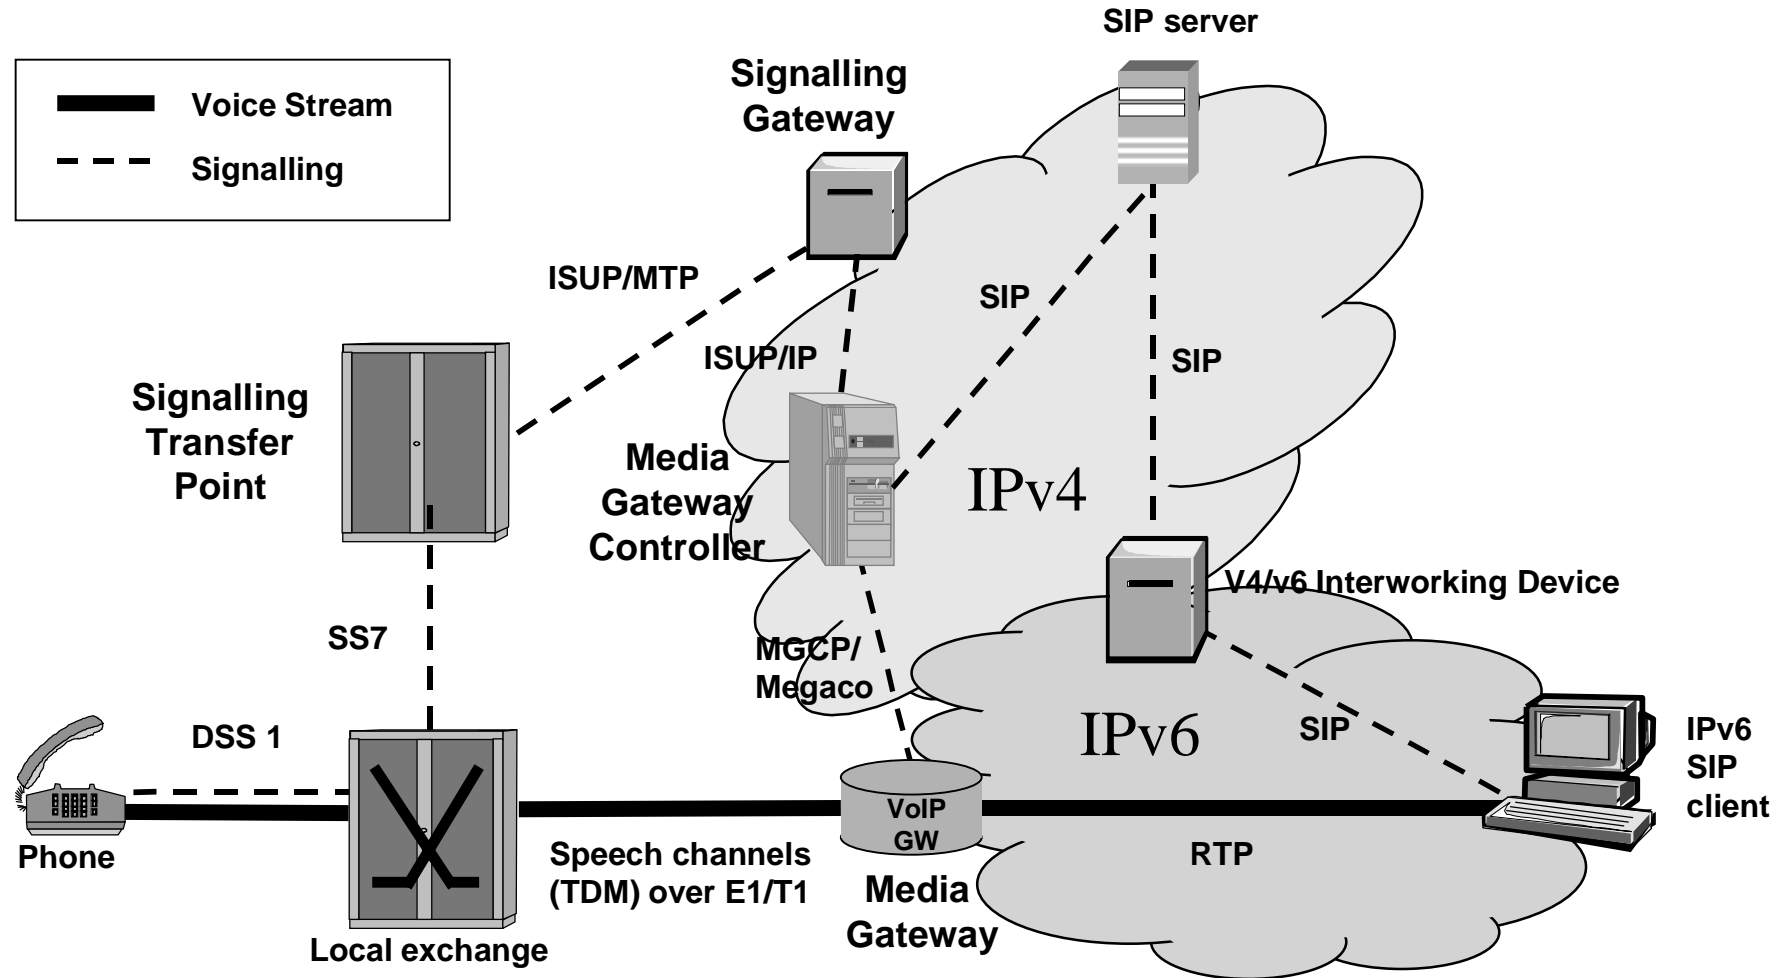 SIP server
Voice Stream
Signalling
Signalling
Gateway
ISUP/MTP
SIP
ISUP/IP
SIP
Signalling
Transfer
Point
Media
Gateway
Controller
IPv4
V4/v6 Interworking Device
SS7
MGCP/
Megaco
DSS 1
IPv6
SIP
IPv6
SIP
client
VoIP
GW
Phone
Speech channels
(TDM) over E1/T1
RTP
Media
Gateway
Local exchange